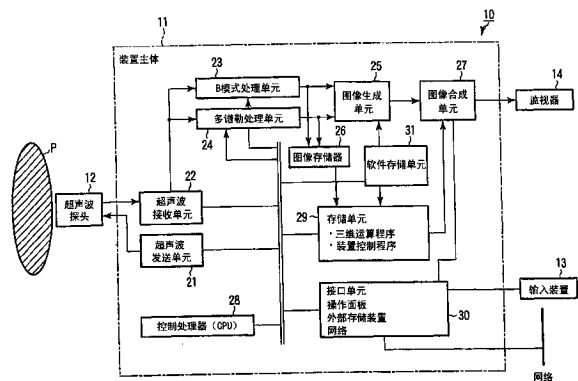 10
11
装置主体
23
B模式处理单元
25
图像生成
单元
27
图像合成
单元
14
监视器
多谱勒处理单元
24
26
图像存储器
31
软件存储单元
P
12
超声波
探头
22
超声波
接收单元
29
存储单元
·三维运算程序
·装置控制程序
超声波
发送单元
21
28
控制处理器（CPU）
接口单元
操作面板
外部存储装置
网络
30
13
输入装置
网络